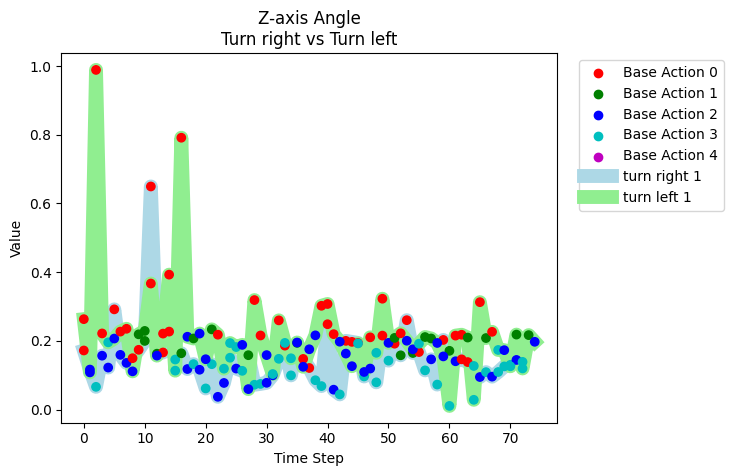 Z-axis Angle
Turn right vs Turn left
Value
1.0
0.8
0.6
0.4
0.2
0.0
0 10 20 30 40 50 60 70
Time Step
Base Action 0
Base Action 1
Base Action 2
Base Action 3
Base Action 4
turn right 1
turn left 1